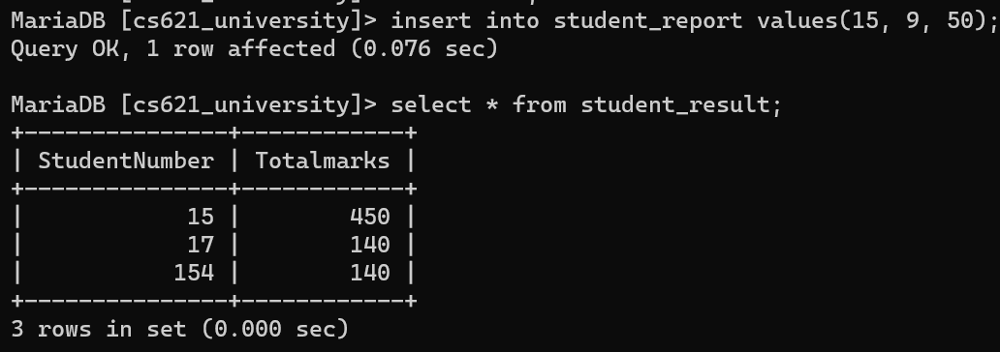 MariaDB [cs621_university]> insert into student_report values(15, 9, 50);
Query OK, 1 row affected (0.076 sec)
MariaDB [cs621_university]> select * from student_result;
+---------------+------------+
| StudentNumber | Totalmarks |
+---------------+------------+
|            15 |        450 |
|            17 |        140 |
|           154 |        140 |
+---------------+------------+
3 rows in set (0.000 sec)